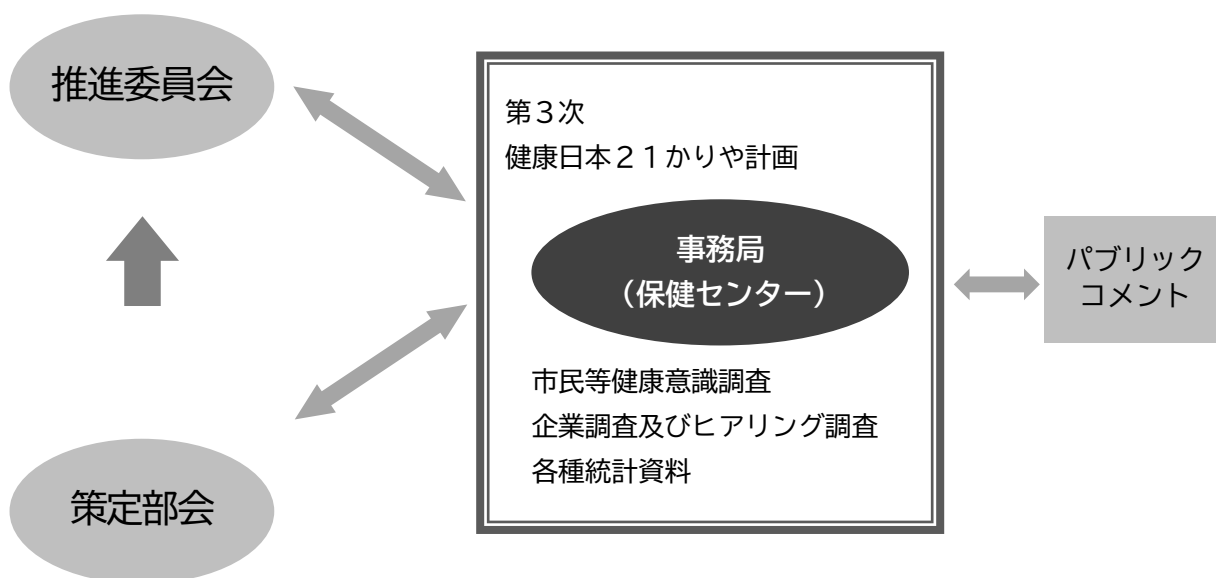 推進委員会
第３次
健康日本２１かりや計画
事務局
（保健センター）
市民等健康意識調査
企業調査及びヒアリング調査
各種統計資料
パブリック
コメント
策定部会